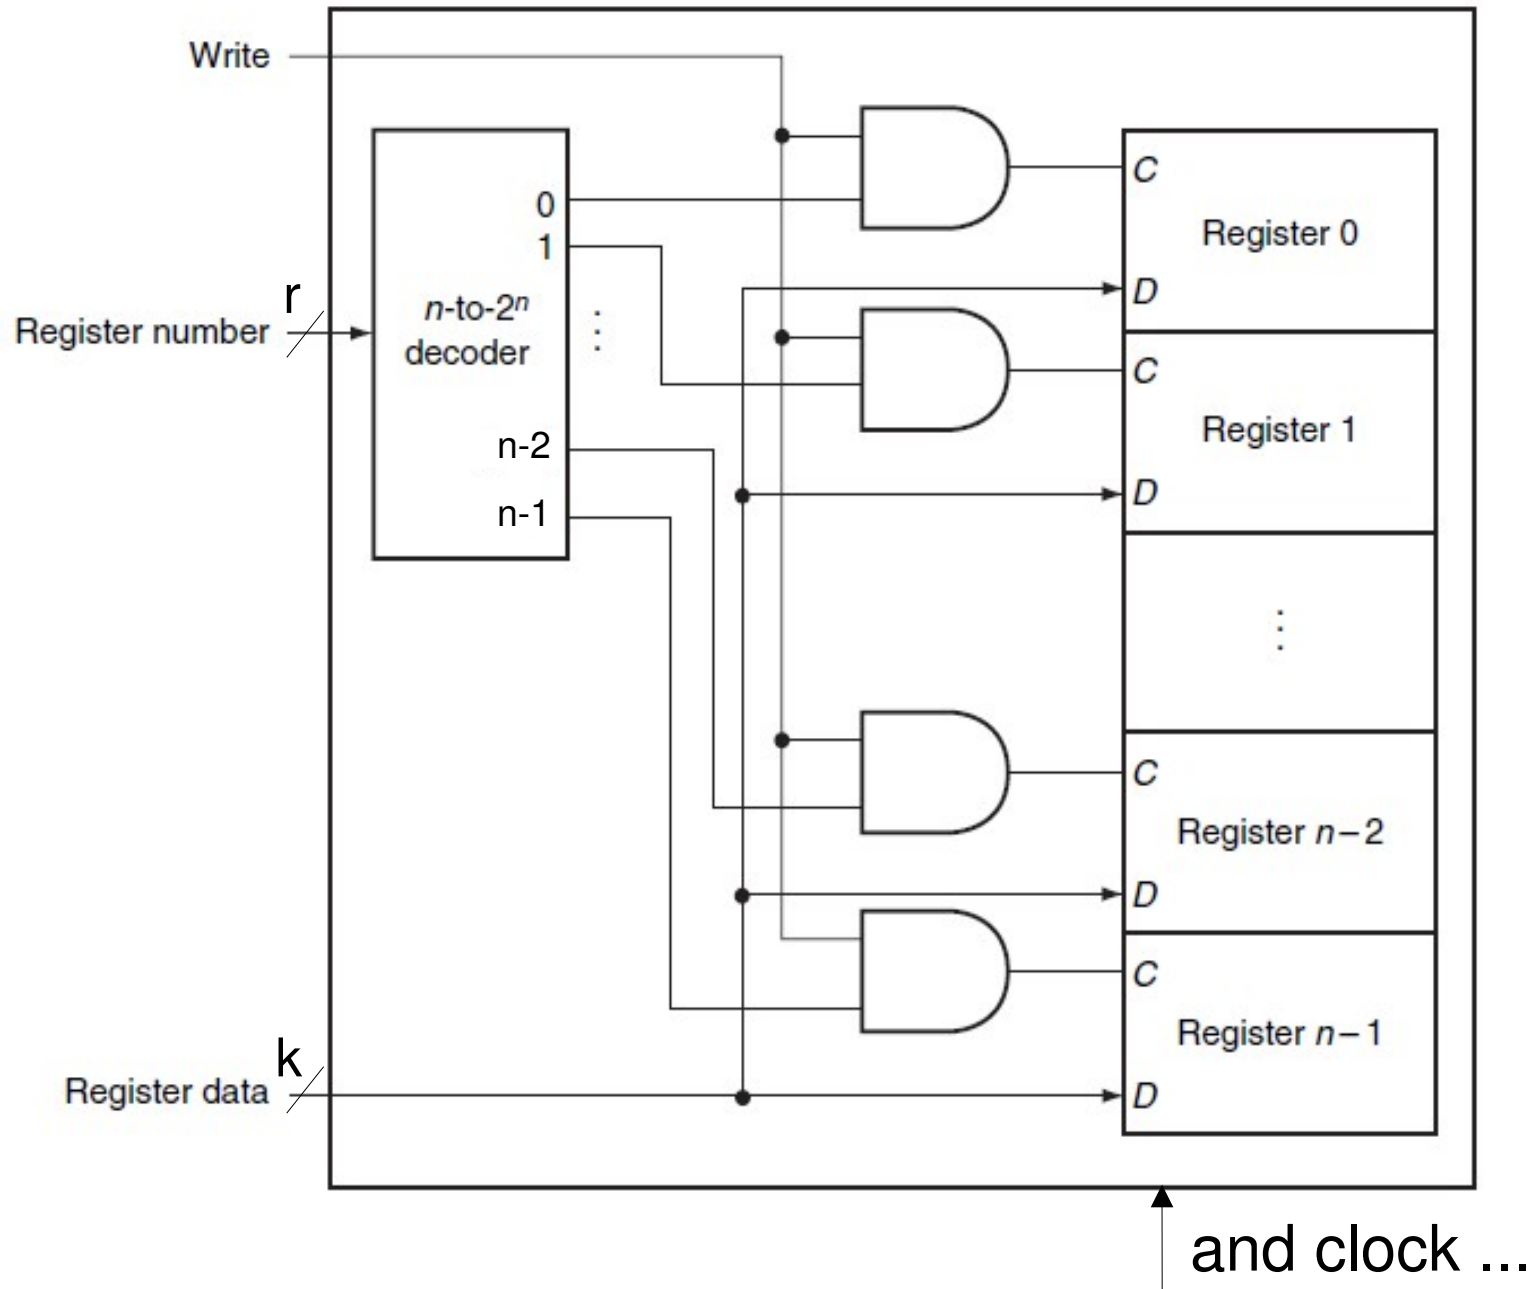 Write
C
0
Register 0
1
r
D
n-to-2ⁿ
⋮
Register number
decoder
C
Register 1
n-2
D
n-1
⋮
C
Register n−2
D
C
Register n−1
k
Register data
D
and clock ...